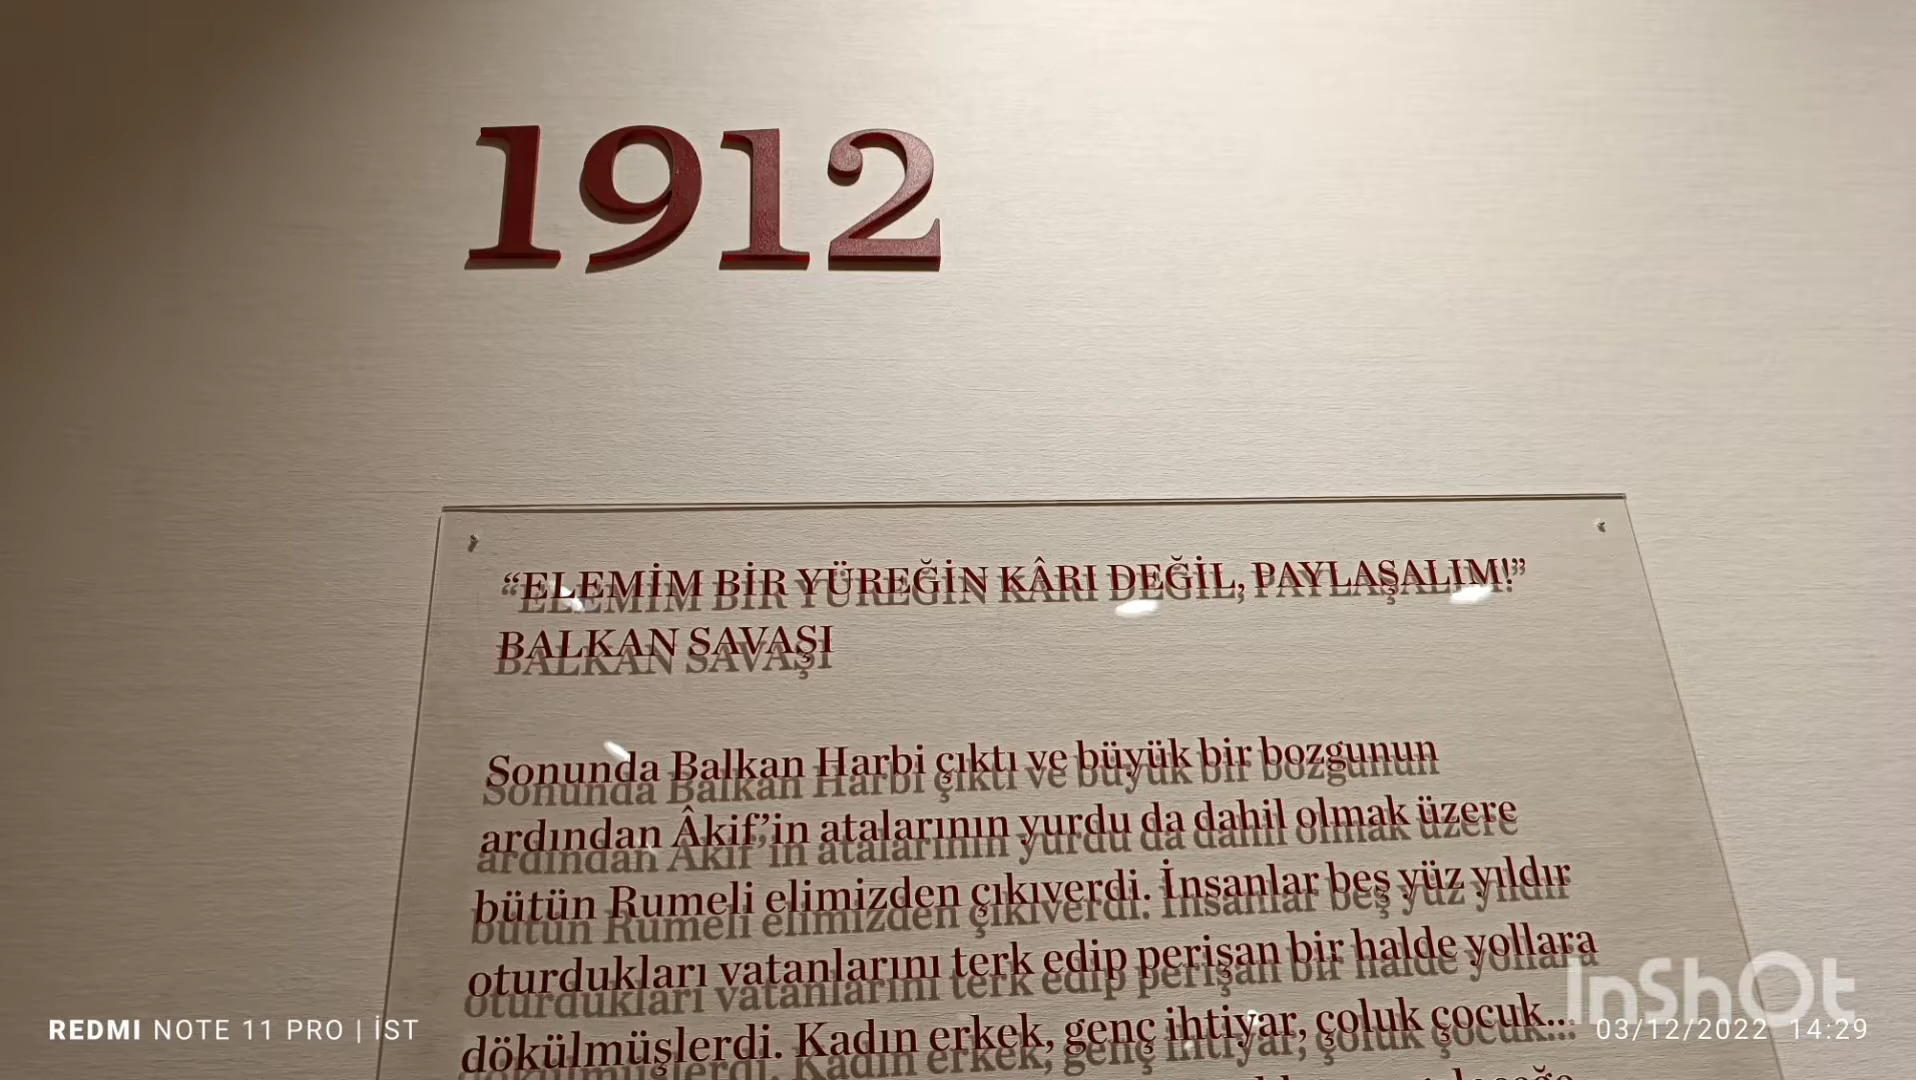 1912
“ELEMİM BİR YÜREĞİN KÂRI DEĞİL, PAYLAŞALIM!”
BALKAN SAVAŞI
Sonunda Balkan Harbi çıktı ve büyük bir bozgunun
ardından Âkif’in atalarının yurdu da dahil olmak üzere
bütün Rumeli elimizden çıkıverdi. İnsanlar beş yüz yıldır
oturdukları vatanlarını terk edip perişan bir halde yollara
dökülmüşlerdi. Kadın erkek, genç ihtiyar, çoluk çocuk...
InShOt
REDMI NOTE 11 PRO | İST
03/12/2022 14:29